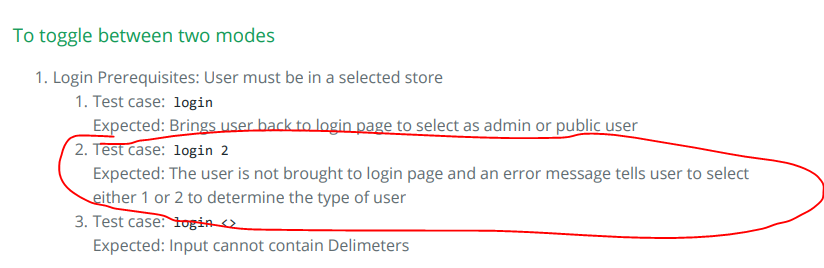 To toggle between two modes
1. Login Prerequisites: User must be in a selected store
1. Test case: login
Expected: Brings user back to login page to select as admin or public user
2. Test case: login 2
Expected: The user is not brought to login page and an error message tells user to select
either 1 or 2 to determine the type of user
3. Test case: login <>
Expected: Input cannot contain Delimeters